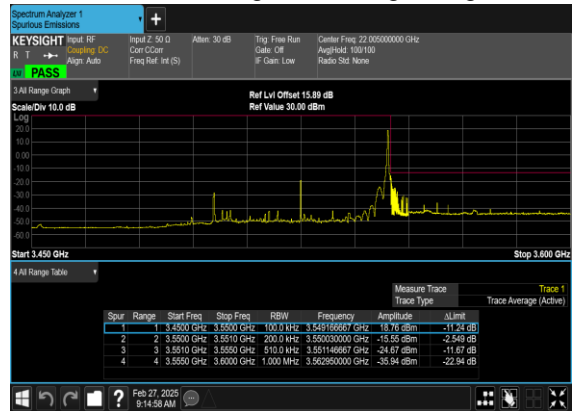 Spectrum Analyzer 1
Spurious Emissions
+
KEYSIGHT Input: RF Input Z: 50 Ω Atten: 30 dB Trig: Free Run Center Freq: 22.005000000 GHz
R T Coupling: DC Corr CCorr Gate: Off Avg|Hold: 100/100
Align: Auto Freq Ref: Int (S) IF Gain: Low Radio Std: None
PASS
3 All Range Graph
Ref Lvl Offset 15.89 dB
Scale/Div 10.0 dB Ref Value 30.00 dBm
Log
20.0
10.0
0.00
-10.0
-20.0
-30.0
-40.0
-50.0
-60.0
Start 3.450 GHz Stop 3.600 GHz
4 All Range Table
Measure Trace Trace 1
Trace Type Trace Average (Active)
Spur Range Start Freq Stop Freq RBW Frequency Amplitude ΔLimit
1 1 3.4500 GHz 3.5500 GHz 100.0 kHz 3.549166667 GHz 18.76 dBm -11.24 dB
2 2 3.5500 GHz 3.5510 GHz 200.0 kHz 3.550030000 GHz -15.55 dBm -2.549 dB
3 3 3.5510 GHz 3.5550 GHz 510.0 kHz 3.551146667 GHz -24.67 dBm -11.67 dB
4 4 3.5550 GHz 3.6000 GHz 1.000 MHz 3.562950000 GHz -35.94 dBm -22.94 dB
? Feb 27, 2025
9:14:58 AM